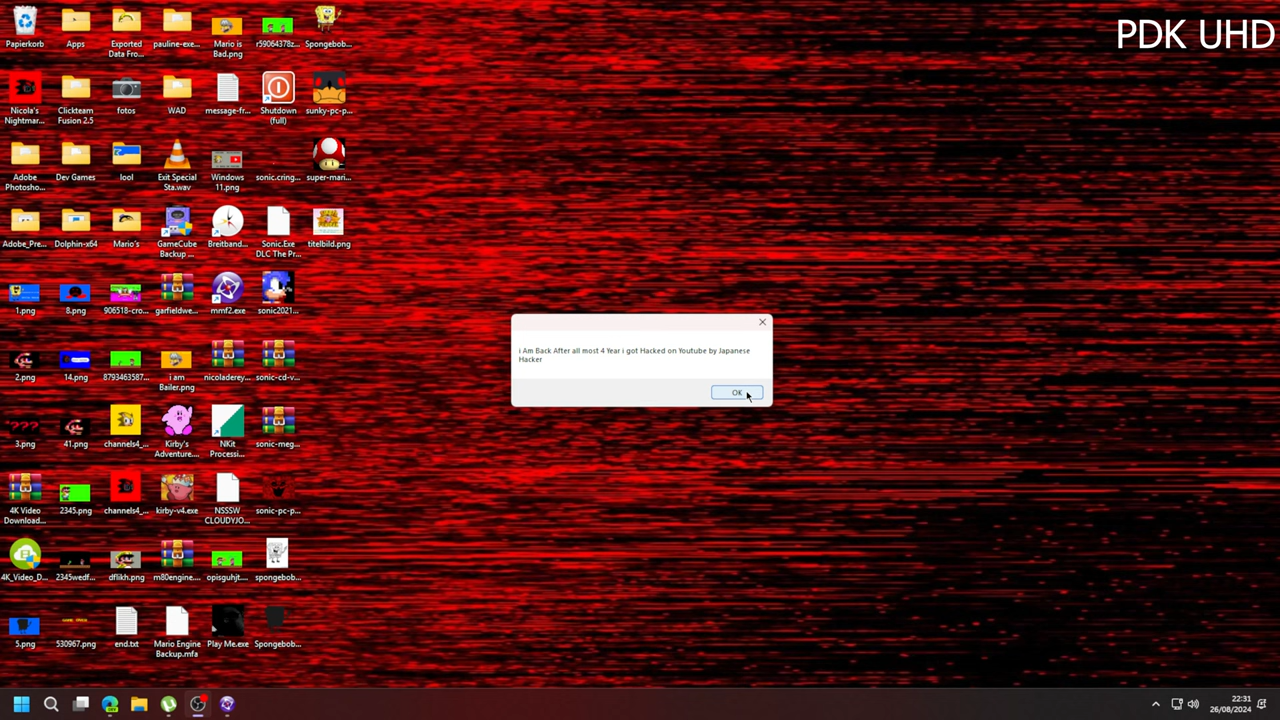 PDK UHD
Papierkorb
Apps
Exported
Data Fro...
pauline-exe...
Mario is
Bad.png
r59064378z...
Spongebob...
Nicola's
Nightmar...
Clickteam
Fusion 2.5
fotos
WAD
message-fr...
Shutdown
(full)
sunky-pc-p...
Adobe
Photosho...
Dev Games
lool
Exit Special
Sta.wav
Windows
11.png
sonic.cring...
super-mari...
Adobe_Pre...
Dolphin-x64
Mario's
GameCube
Backup ...
Breitband...
Sonic.Exe
DLC The Pr...
titelbild.png
1.png
8.png
906518-cro...
garfieldwe...
mmf2.exe
sonic2021...
i Am Back After all most 4 Year i got Hacked on Youtube by Japanese
Hacker
OK
2.png
14.png
8793463587...
i am
Bailer.png
nicoladerey...
sonic-cd-v...
3.png
41.png
channels4_...
Kirby's
Adventure....
NKit
Processi...
sonic-meg...
4K Video
Download...
2345.png
channels4_...
kirby-v4.exe
NSSSW
CLOUDYJO...
sonic-pc-p...
4K_Video_D...
2345wedf...
dflikh.png
m80engine....
opisguhjt....
spongebob...
5.png
530967.png
end.txt
Mario Engine
Backup.mfa
Play Me.exe
Spongebob...
22:31
26/08/2024